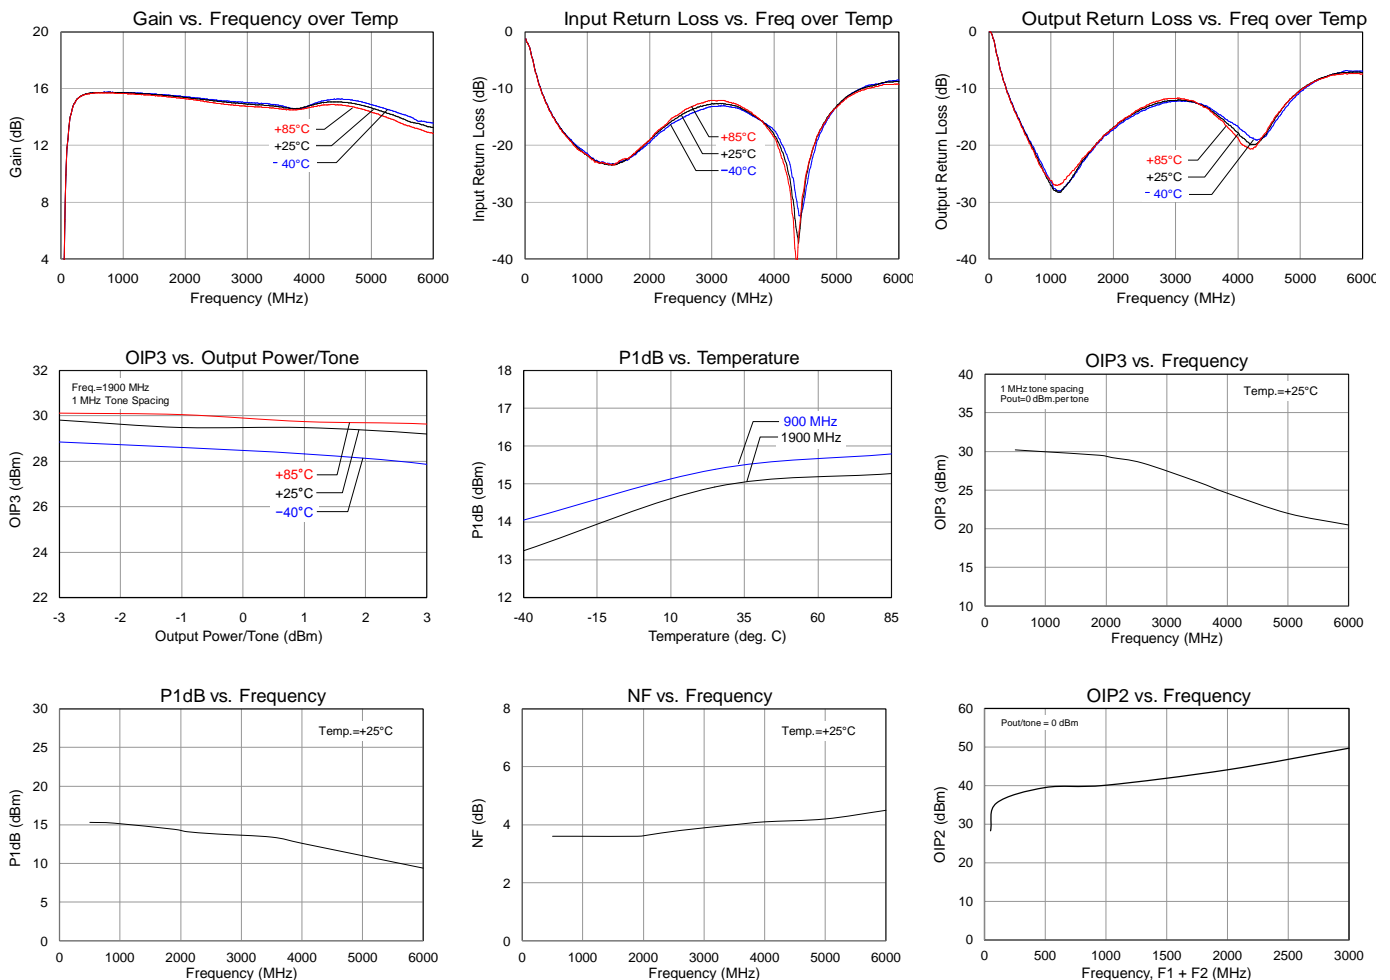 Gain vs. Frequency over Temp
20
16
12
8
4
Gain (dB)
+85°C
+25°C
- 40°C
0 1000 2000 3000 4000 5000 6000
Frequency (MHz)
Input Return Loss vs. Freq over Temp
0
-10
-20
-30
-40
Input Return Loss (dB)
+85°C
+25°C
−40°C
0 1000 2000 3000 4000 5000 6000
Frequency (MHz)
Output Return Loss vs. Freq over Temp
0
-10
-20
-30
-40
Output Return Loss (dB)
+85°C
+25°C
- 40°C
0 1000 2000 3000 4000 5000 6000
Frequency (MHz)
OIP3 vs. Output Power/Tone
32
30
28
26
24
22
OIP3 (dBm)
Freq.=1900 MHz
1 MHz Tone Spacing
+85°C
+25°C
−40°C
-3 -2 -1 0 1 2 3
Output Power/Tone (dBm)
P1dB vs. Temperature
18
17
16
15
14
13
12
P1dB (dBm)
900 MHz
1900 MHz
-40 -15 10 35 60 85
Temperature (deg. C)
OIP3 vs. Frequency
40
35
30
25
20
15
10
OIP3 (dBm)
1 MHz tone spacing
Pout=0 dBm.per tone
Temp.=+25°C
0 1000 2000 3000 4000 5000 6000
Frequency (MHz)
P1dB vs. Frequency
30
25
20
15
10
5
0
P1dB (dBm)
Temp.=+25°C
0 1000 2000 3000 4000 5000 6000
Frequency (MHz)
NF vs. Frequency
8
6
4
2
0
NF (dB)
Temp.=+25°C
0 1000 2000 3000 4000 5000 6000
Frequency (MHz)
OIP2 vs. Frequency
60
50
40
30
20
10
0
OIP2 (dBm)
Pout/tone = 0 dBm
0 500 1000 1500 2000 2500 3000
Frequency, F1 + F2 (MHz)